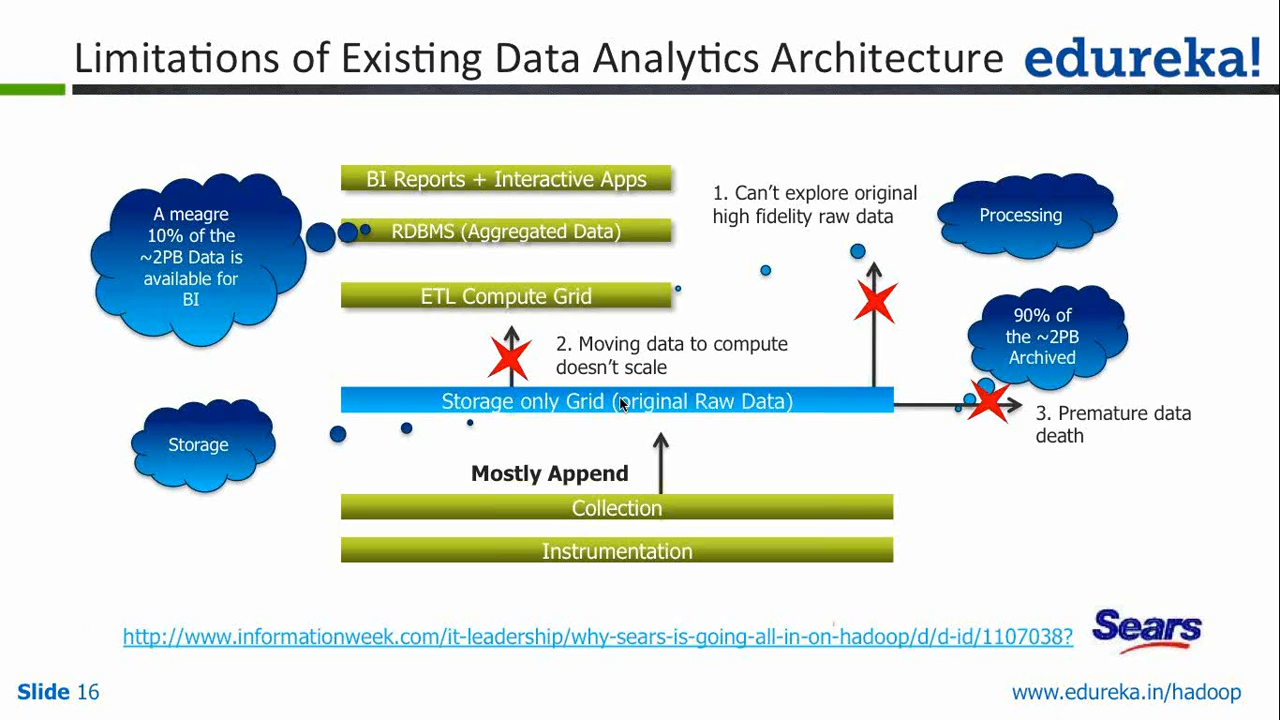 Limitations of Existing Data Analytics Architecture
edureka!
BI Reports + Interactive Apps
RDBMS (Aggregated Data)
ETL Compute Grid
A meagre
10% of the
~2PB Data is
available for
BI
1. Can't explore original
high fidelity raw data
Processing
90% of
the ~2PB
Archived
2. Moving data to compute
doesn't scale
Storage only Grid (original Raw Data)
3. Premature data
death
Storage
Mostly Append
Collection
Instrumentation
http://www.informationweek.com/it-leadership/why-sears-is-going-all-in-on-hadoop/d/d-id/1107038?
Sears
Slide 16
www.edureka.in/hadoop